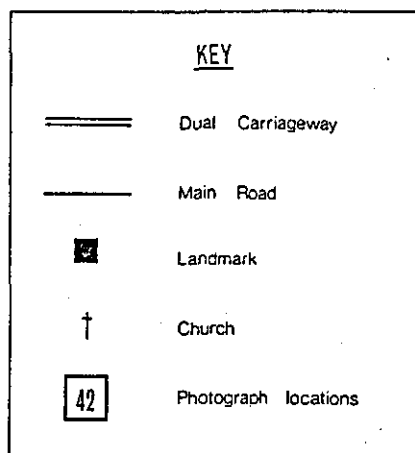 KEY
Dual Carriageway
Main Road
Landmark
Church
42 Photograph locations